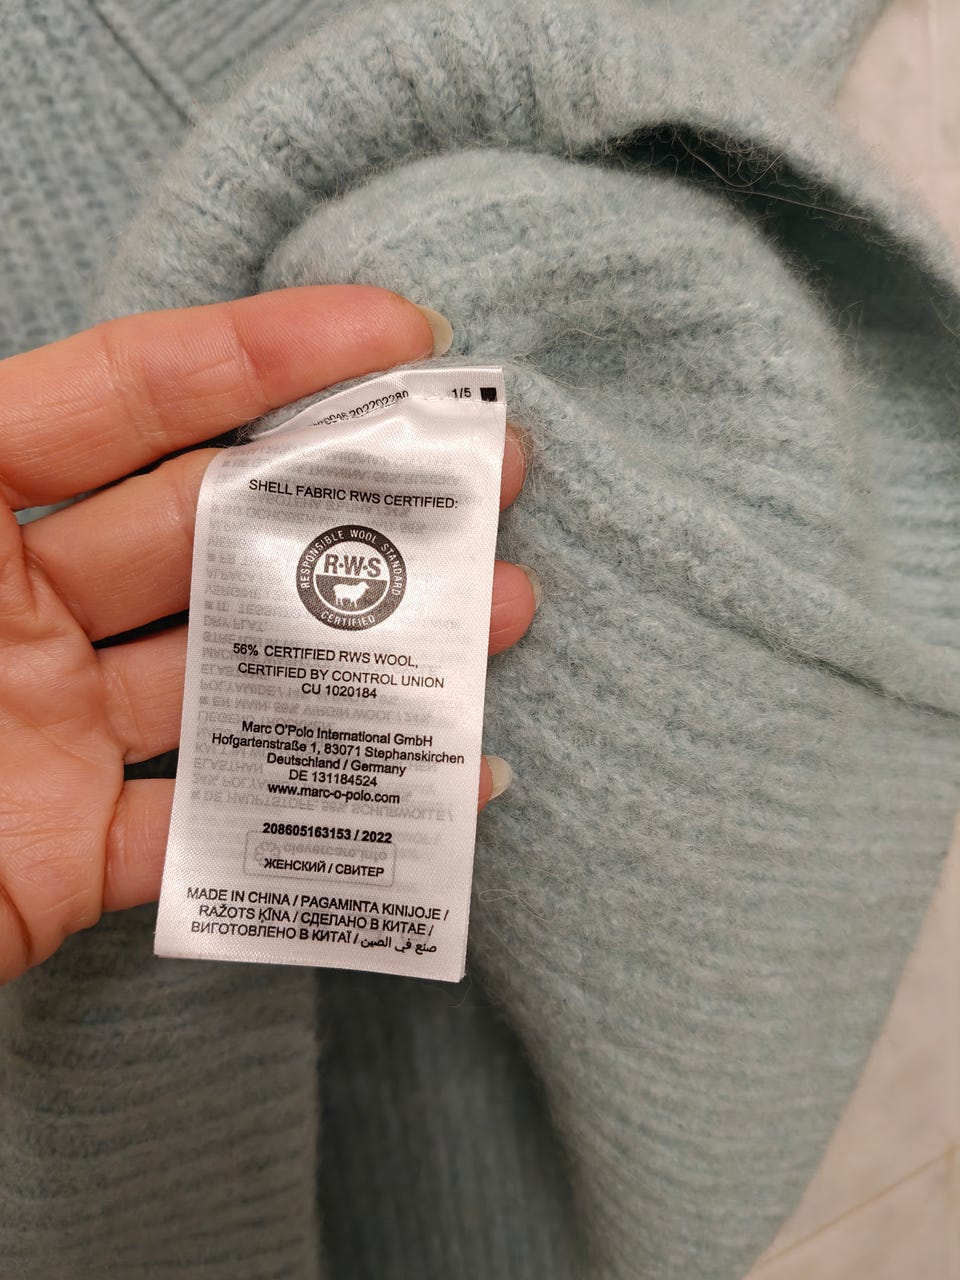 1/5
202202280
SHELL FABRIC RWS CERTIFIED:
RESPONSIBLE WOOL STANDARD
R·W·S
CERTIFIED
56% CERTIFIED RWS WOOL,
CERTIFIED BY CONTROL UNION
CU 1020184
Marc O'Polo International GmbH
Hofgartenstraße 1, 83071 Stephanskirchen
Deutschland / Germany
DE 131184524
www.marc-o-polo.com
208605163153 / 2022
ЖЕНСКИЙ / СВИТЕР
MADE IN CHINA / PAGAMINTA KINIJOJE /
RAŽOTS ĶĪNA / СДЕЛАНО В КИТАЕ /
ВИГОТОВЛЕНО В КИТАЇ / صنع في الصين